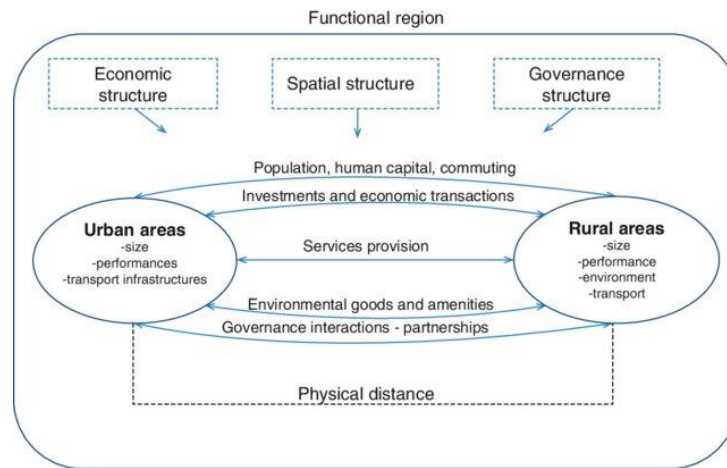 Functional region
Economic
structure
Spatial structure
Governance
structure
Population, human capital, commuting
Investments and economic transactions
Urban areas
-size
-performances
-transport infrastructures
Services provision
Rural areas
-size
-performance
-environment
-transport
Environmental goods and amenities
Governance interactions - partnerships
Physical distance